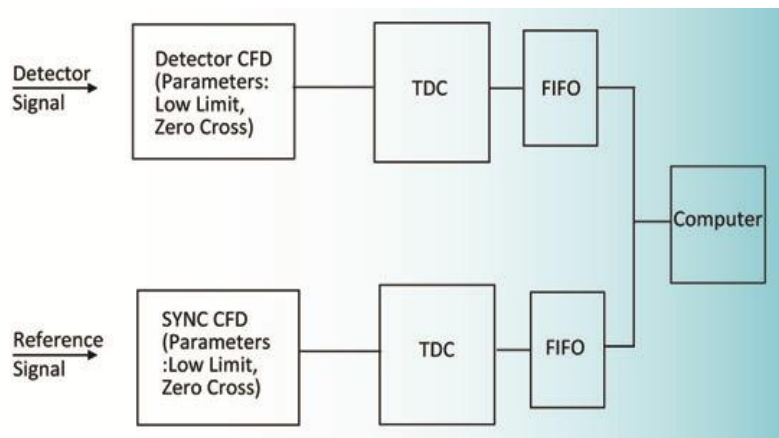 Detector
Signal
Detector CFD
(Parameters:
Low Limit,
Zero Cross)
TDC
FIFO
Computer
Reference
Signal
SYNC CFD
(Parameters
:Low Limit,
Zero Cross)
TDC
FIFO